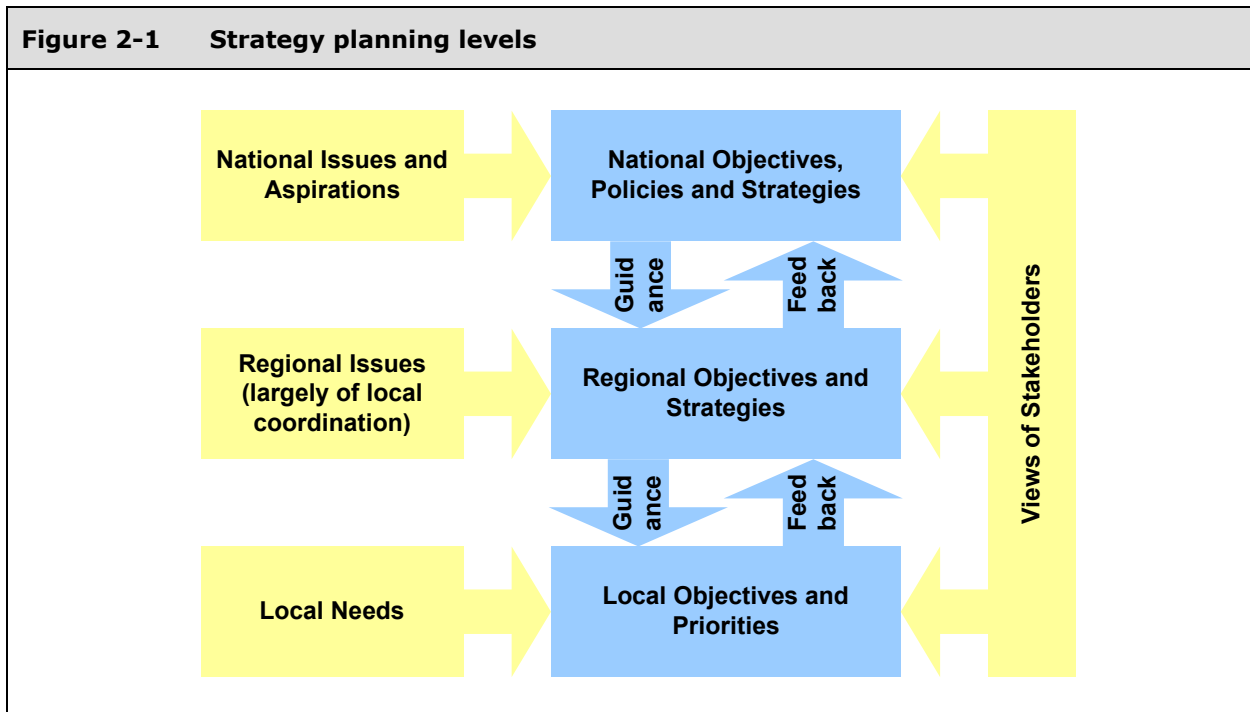 Figure 2-1 Strategy planning levels
National Issues and
Aspirations
National Objectives,
Policies and Strategies
Guid
ance
Feed
back
Regional Issues
(largely of local
coordination)
Regional Objectives and
Strategies
Guid
ance
Feed
back
Local Needs
Local Objectives and
Priorities
Views of Stakeholders